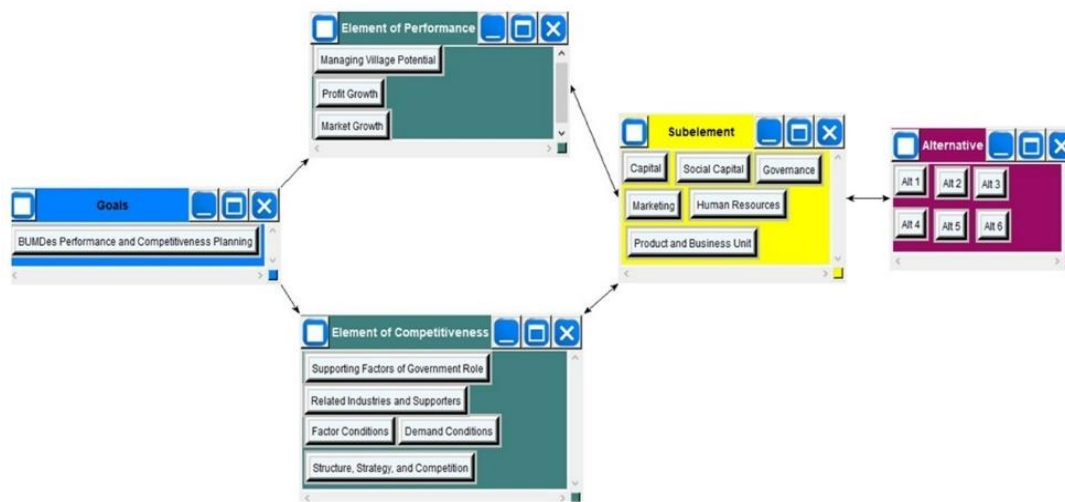 Element of Performance
Managing Village Potential
Profit Growth
Market Growth
Goals
BUMDes Performance and Competitiveness Planning
Subelement
Capital Social Capital Governance
Marketing Human Resources
Product and Business Unit
Alternative
Alt 1 Alt 2 Alt 3
Alt 4 Alt 5 Alt 6
Element of Competitiveness
Supporting Factors of Government Role
Related Industries and Supporters
Factor Conditions Demand Conditions
Structure, Strategy, and Competition